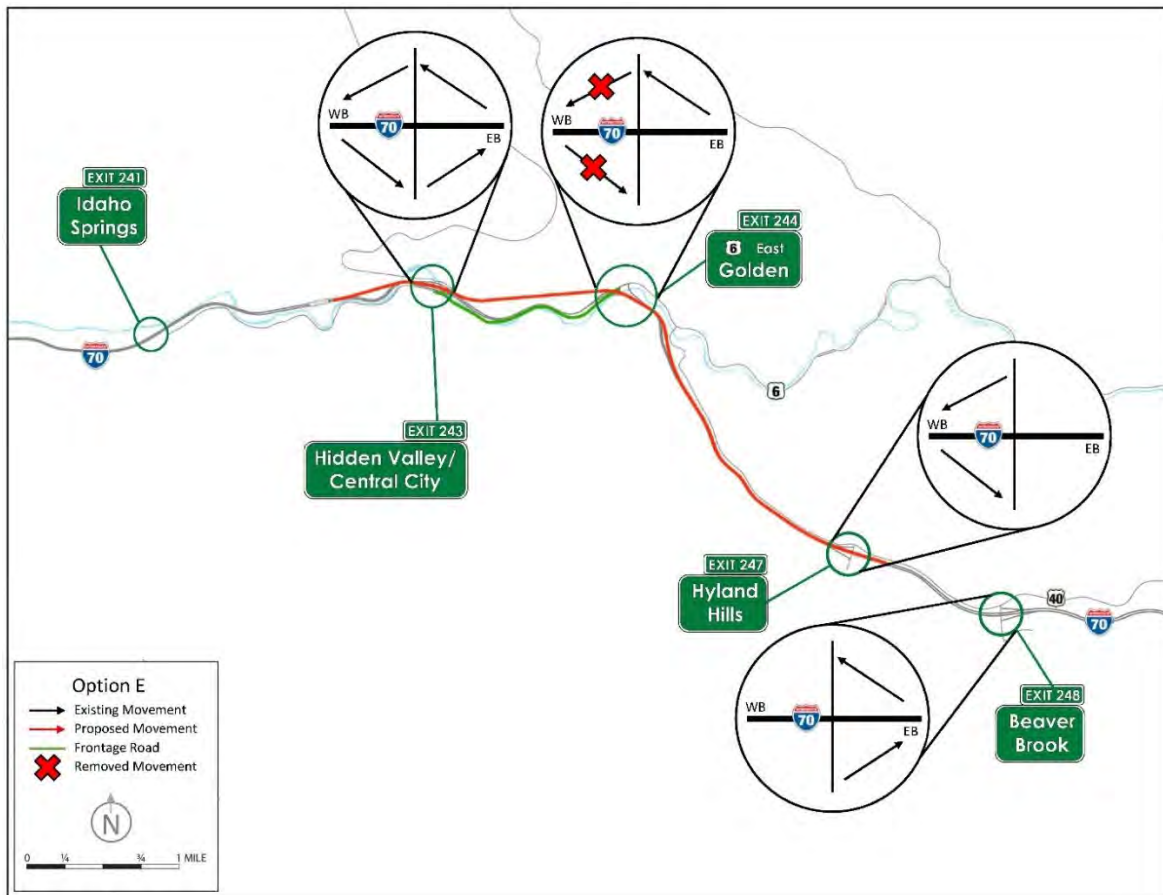 WB
70
EB
WB
70
EB
EXIT 241
Idaho
Springs
EXIT 244
6 East
Golden
70
6
EXIT 243
Hidden Valley/
Central City
WB
70
EB
EXIT 247
Hyland
Hills
40
70
WB
70
EB
EXIT 248
Beaver
Brook
Option E
Existing Movement
Proposed Movement
Frontage Road
Removed Movement
N
0 ¼ ¾ 1 MILE